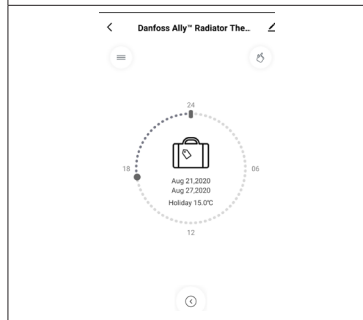 Danfoss Ally™ Radiator The..
24
18
06
Aug 21,2020
Aug 27,2020
Holiday 15.0℃
12